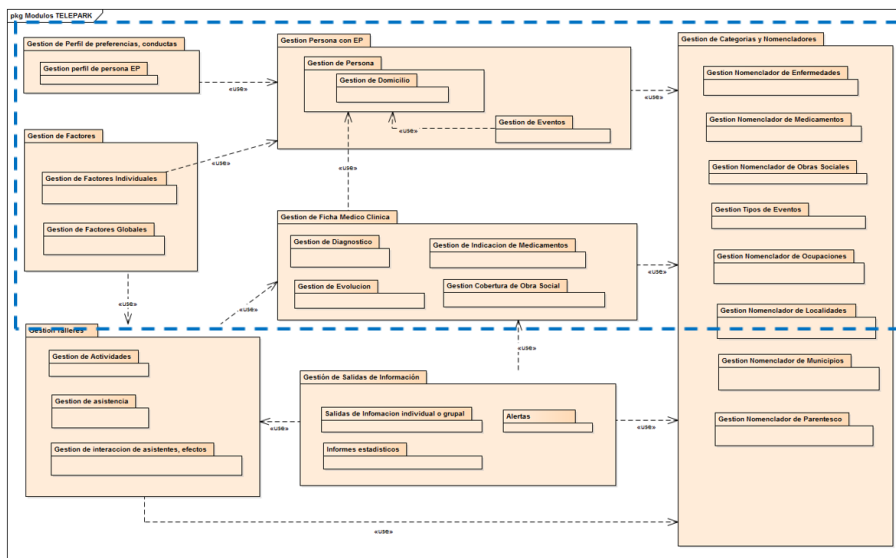 pkg Modulos TELEPARK
Gestion de Perfil de preferencias, conductas
Gestion perfil de persona EP
«use»
Gestion Persona con EP
Gestion de Persona
Gestion de Domicilio
«use»
Gestion de Eventos
«use»
Gestion de Categorias y Nomencladores
Gestion Nomenclador de Enfermedades
Gestion Nomenclador de Medicamentos
Gestion Nomenclador de Obras Sociales
Gestion Tipos de Eventos
Gestion Nomenclador de Ocupaciones
Gestion Nomenclador de Localidades
Gestion Nomenclador de Municipios
Gestion Nomenclador de Parentesco
Gestion de Factores
Gestion de Factores Individuales
Gestion de Factores Globales
«use»
«use»
«use»
Gestion de Ficha Medico Clinica
Gestion de Diagnostico
Gestion de Indicacion de Medicamentos
Gestion de Evolucion
Gestion Cobertura de Obra Social
«use»
«use»
«use»
Gestion Talleres
Gestion de Actividades
Gestion de asistencia
Gestion de interaccion de asistentes, efectos
«use»
Gestión de Salidas de Información
Salidas de Infomacion individual o grupal
Alertas
Informes estadisticos
«use»
«use»